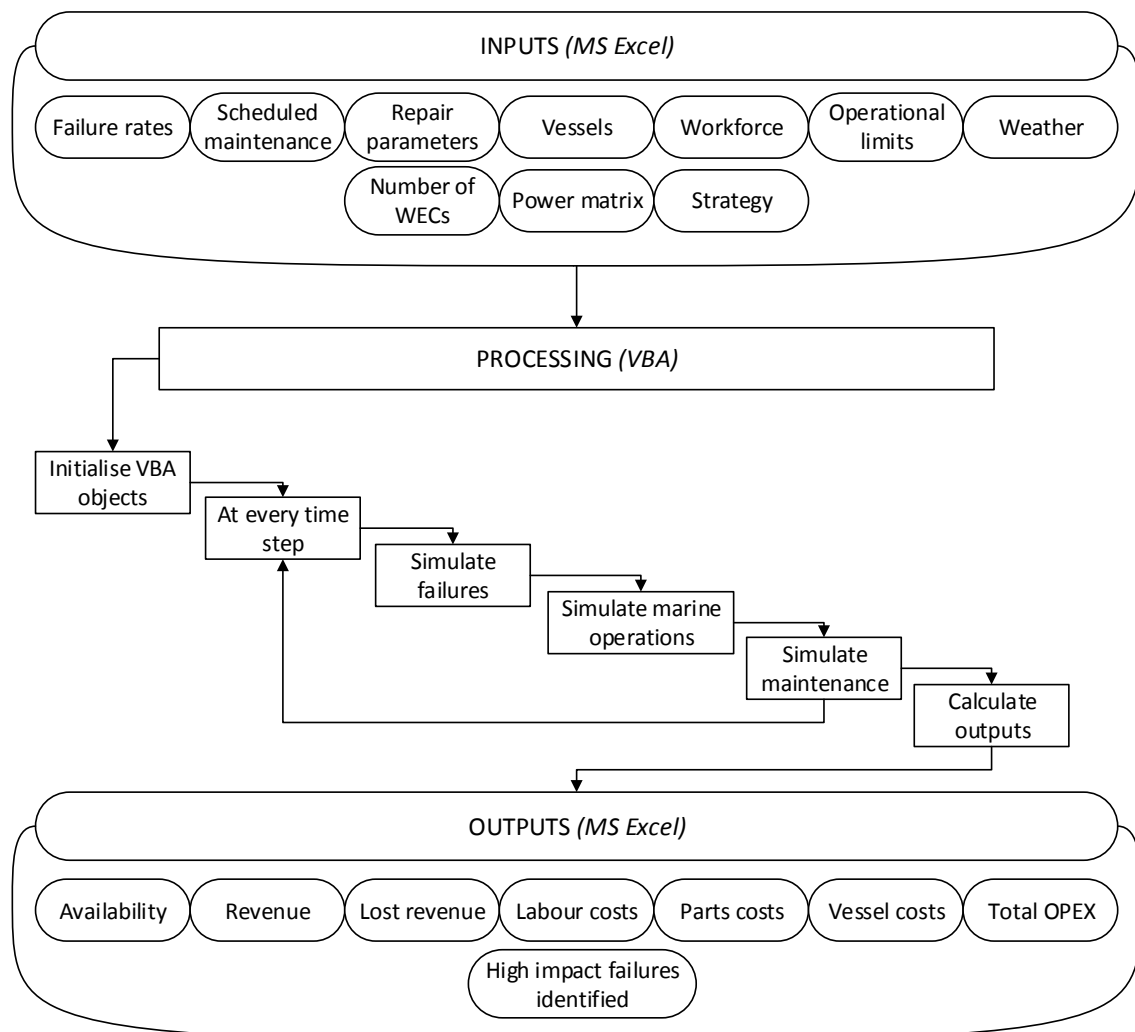 INPUTS (MS Excel)
Failure rates
Scheduled
maintenance
Repair
parameters
Vessels
Workforce
Operational
limits
Weather
Number of
WECs
Power matrix
Strategy
PROCESSING (VBA)
Initialise VBA
objects
At every time
step
Simulate
failures
Simulate marine
operations
Simulate
maintenance
Calculate
outputs
OUTPUTS (MS Excel)
Availability
Revenue
Lost revenue
Labour costs
Parts costs
Vessel costs
Total OPEX
High impact failures
identified